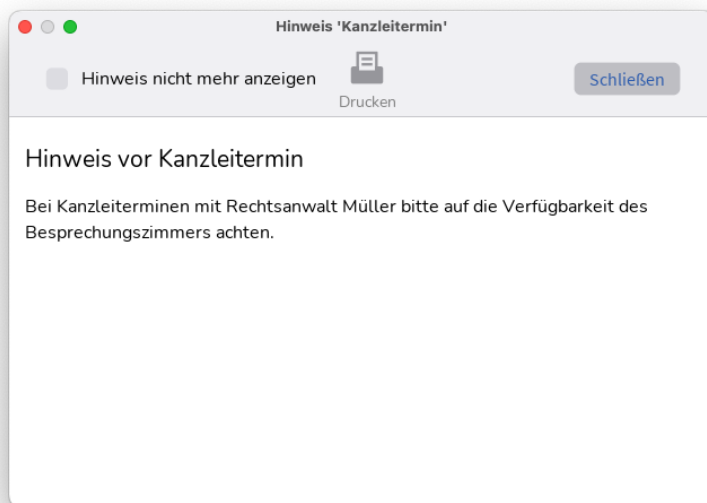 Hinweis 'Kanzleitermin'
Hinweis nicht mehr anzeigen
Drucken
Schließen
Hinweis vor Kanzleitermin
Bei Kanzleiterminen mit Rechtsanwalt Müller bitte auf die Verfügbarkeit des
Besprechungszimmers achten.